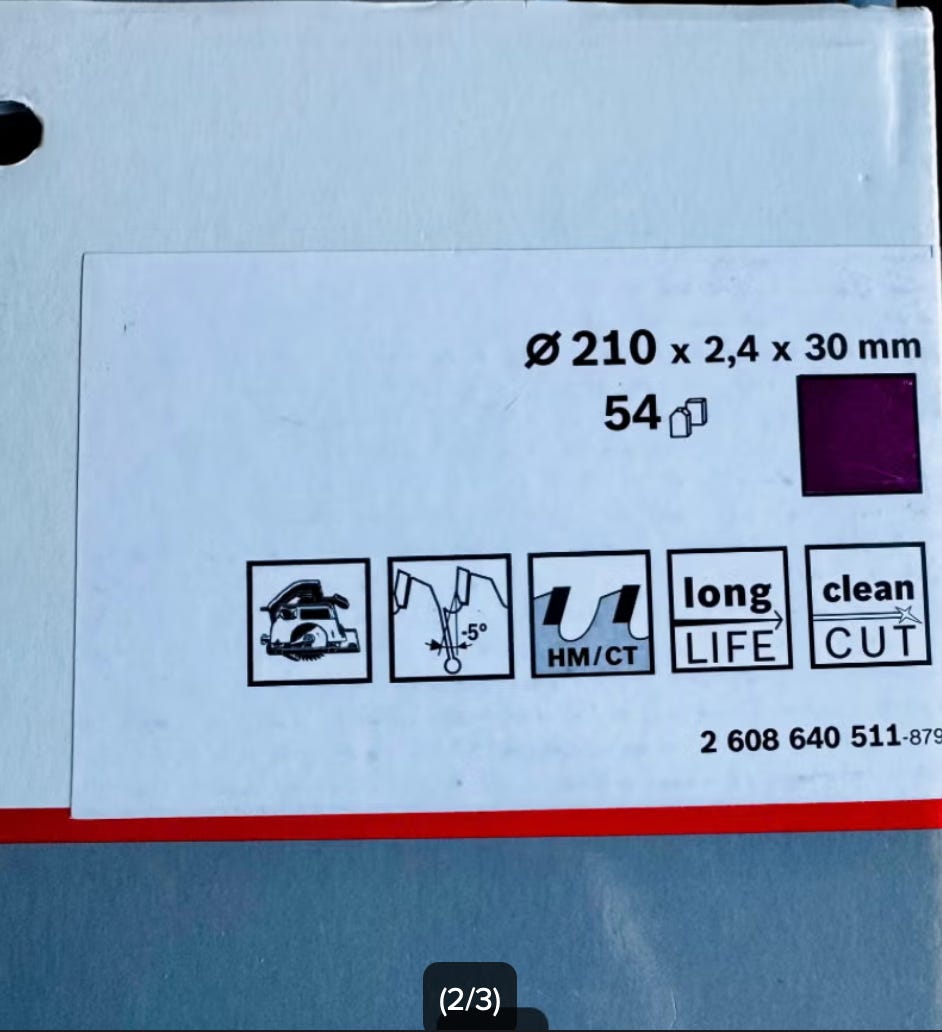 Ø 210 x 2,4 x 30 mm
54
-5°
HM/CT
long
LIFE
clean
CUT
2 608 640 511-879
(2/3)